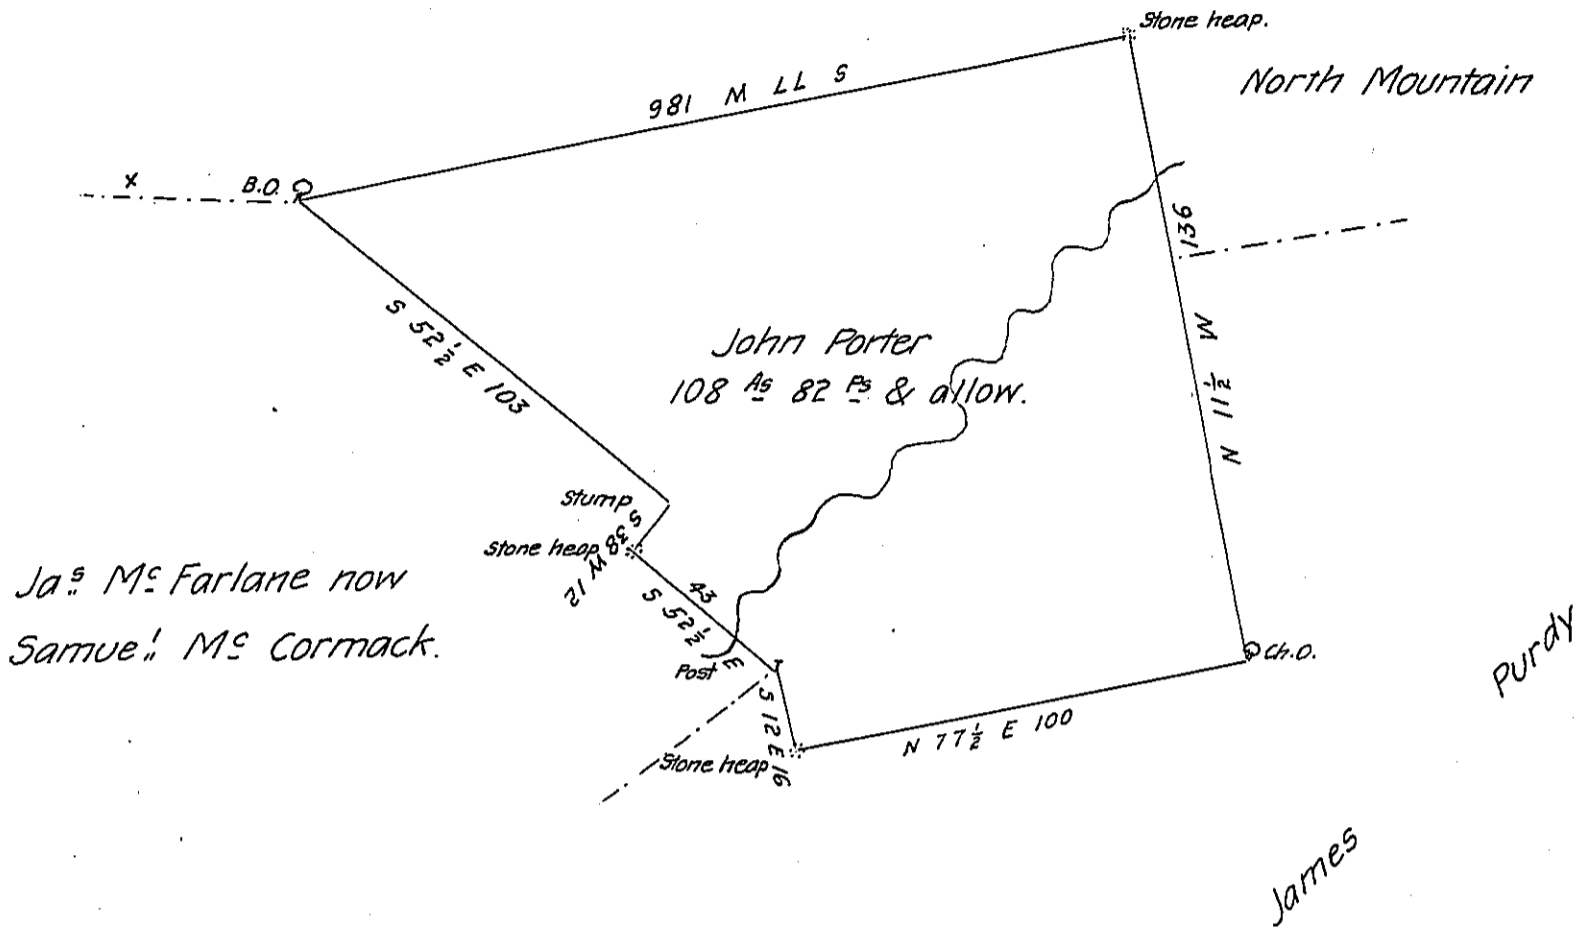 Stone heap.
North Mountain
S 77 W 186
x
B.O.
136
N 11½ W
S 52½ E 103
John Porter
108 As 82 Ps & allow.
Stump
S 38 W 12
Stone heap
43
S 52½ E
Jas Mc Farlane now
Samuel Mc Cormack.
Post
S 12 E 16
Stone heap
N 77½ E 100
Ch.O.
James Purdy